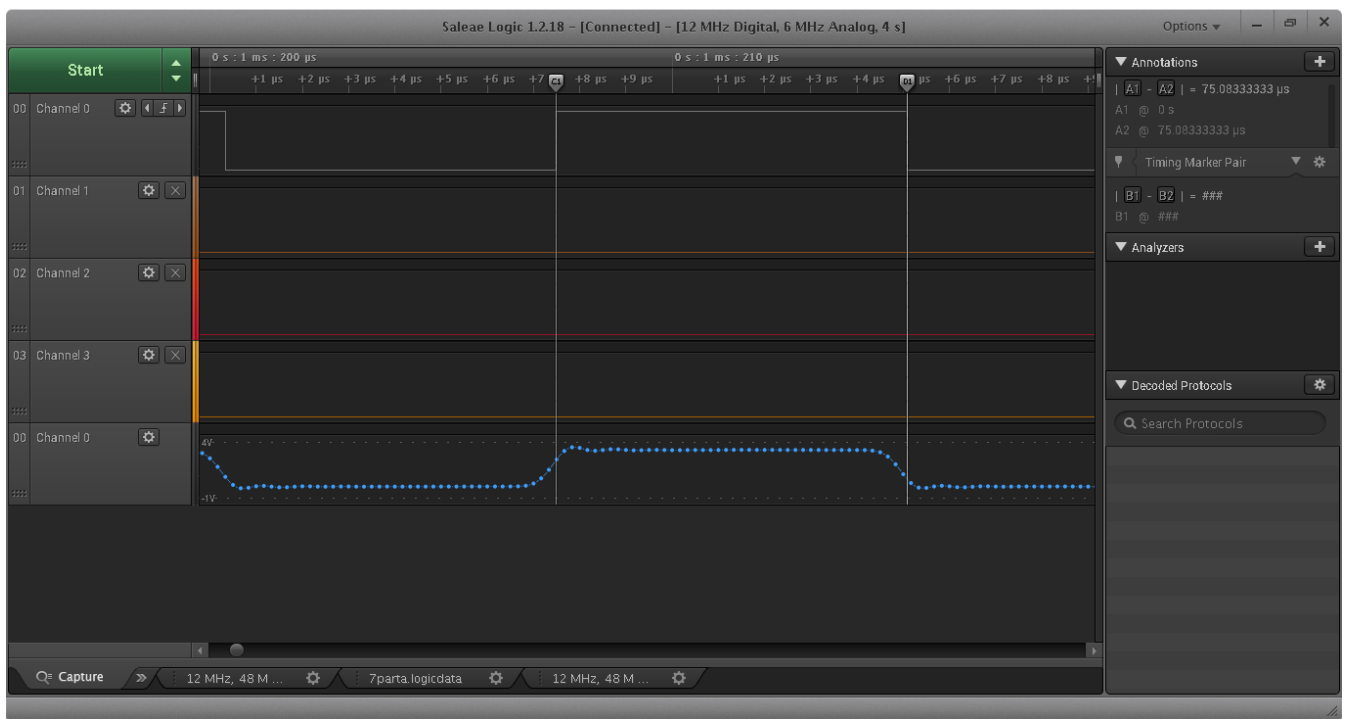 Saleae Logic 1.2.18 – [Connected] – [12 MHz Digital, 6 MHz Analog, 4 s]
Options
Start
0 s : 1 ms : 200 µs
0 s : 1 ms : 210 µs
+1 µs +2 µs +3 µs +4 µs +5 µs +6 µs +7 C1 +8 µs +9 µs
+1 µs +2 µs +3 µs +4 µs D1 µs +6 µs +7 µs +8 µs
00 Channel 0
01 Channel 1
02 Channel 2
03 Channel 3
00 Channel 0
4V
-1V
Annotations
| A1 - A2 | = 75.08333333 µs
A1 @ 0 s
A2 @ 75.08333333 µs
Timing Marker Pair
| B1 - B2 | = ###
B1 @ ###
Analyzers
Decoded Protocols
Search Protocols
Capture
12 MHz, 48 M ...
7parta.logicdata
12 MHz, 48 M ...